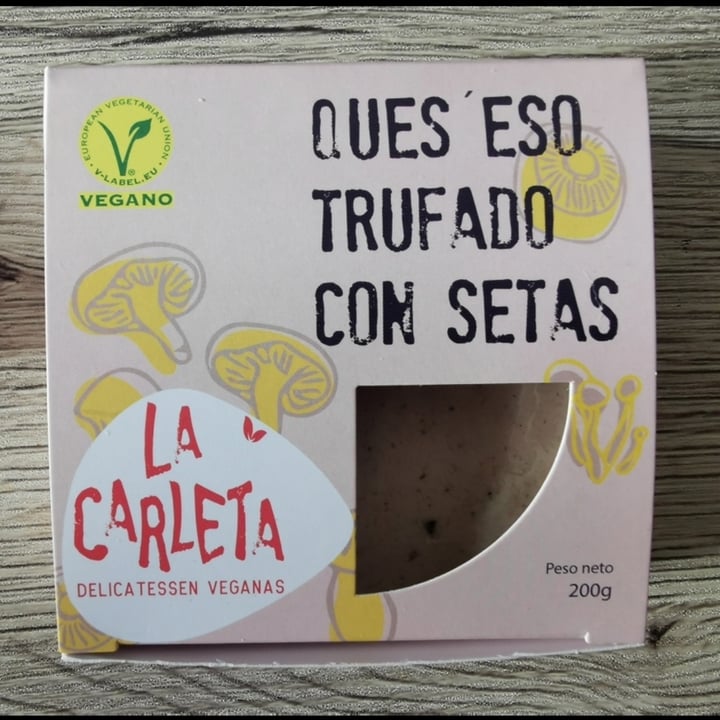 EUROPEAN VEGETARIAN UNION
V-LABEL.EU
VEGANO
QUES´ESO
TRUFADO
CON SETAS
LA
CARLETA
DELICATESSEN VEGANAS
Peso neto
200g